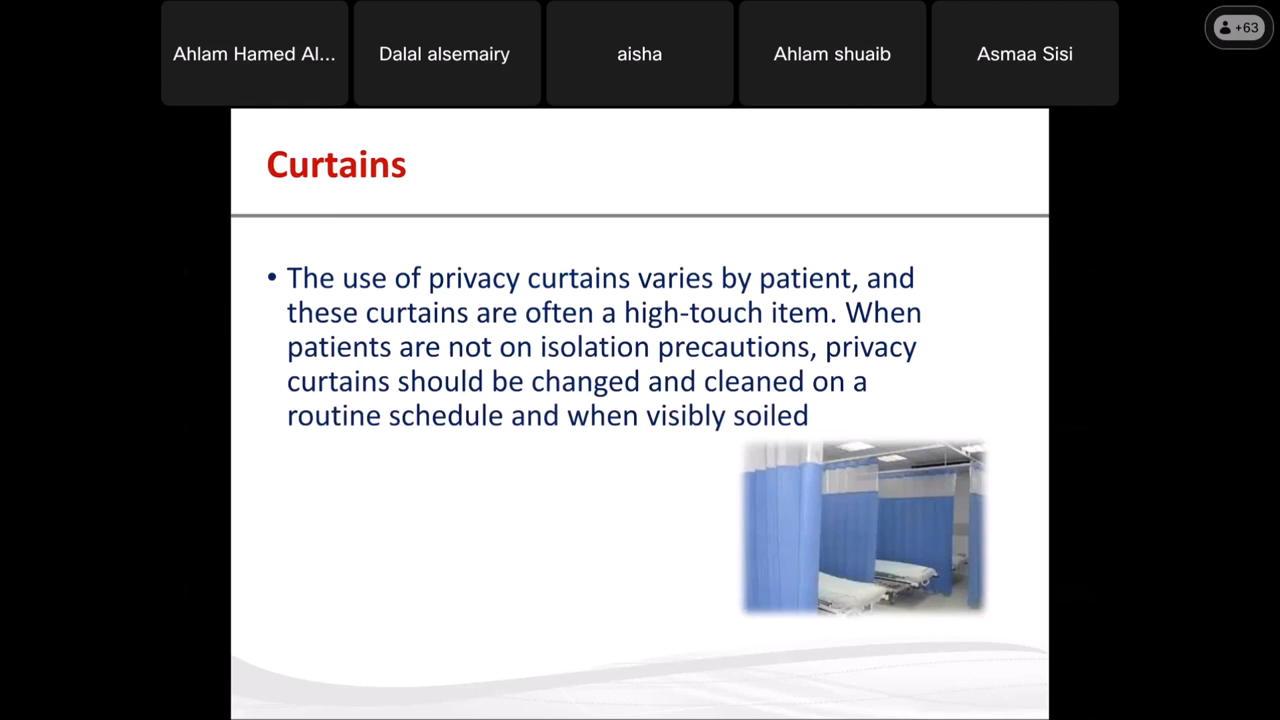 Ahlam Hamed Al...
Dalal alsemairy
aisha
Ahlam shuaib
Asmaa Sisi
+63
Curtains
• The use of privacy curtains varies by patient, and
these curtains are often a high-touch item. When
patients are not on isolation precautions, privacy
curtains should be changed and cleaned on a
routine schedule and when visibly soiled